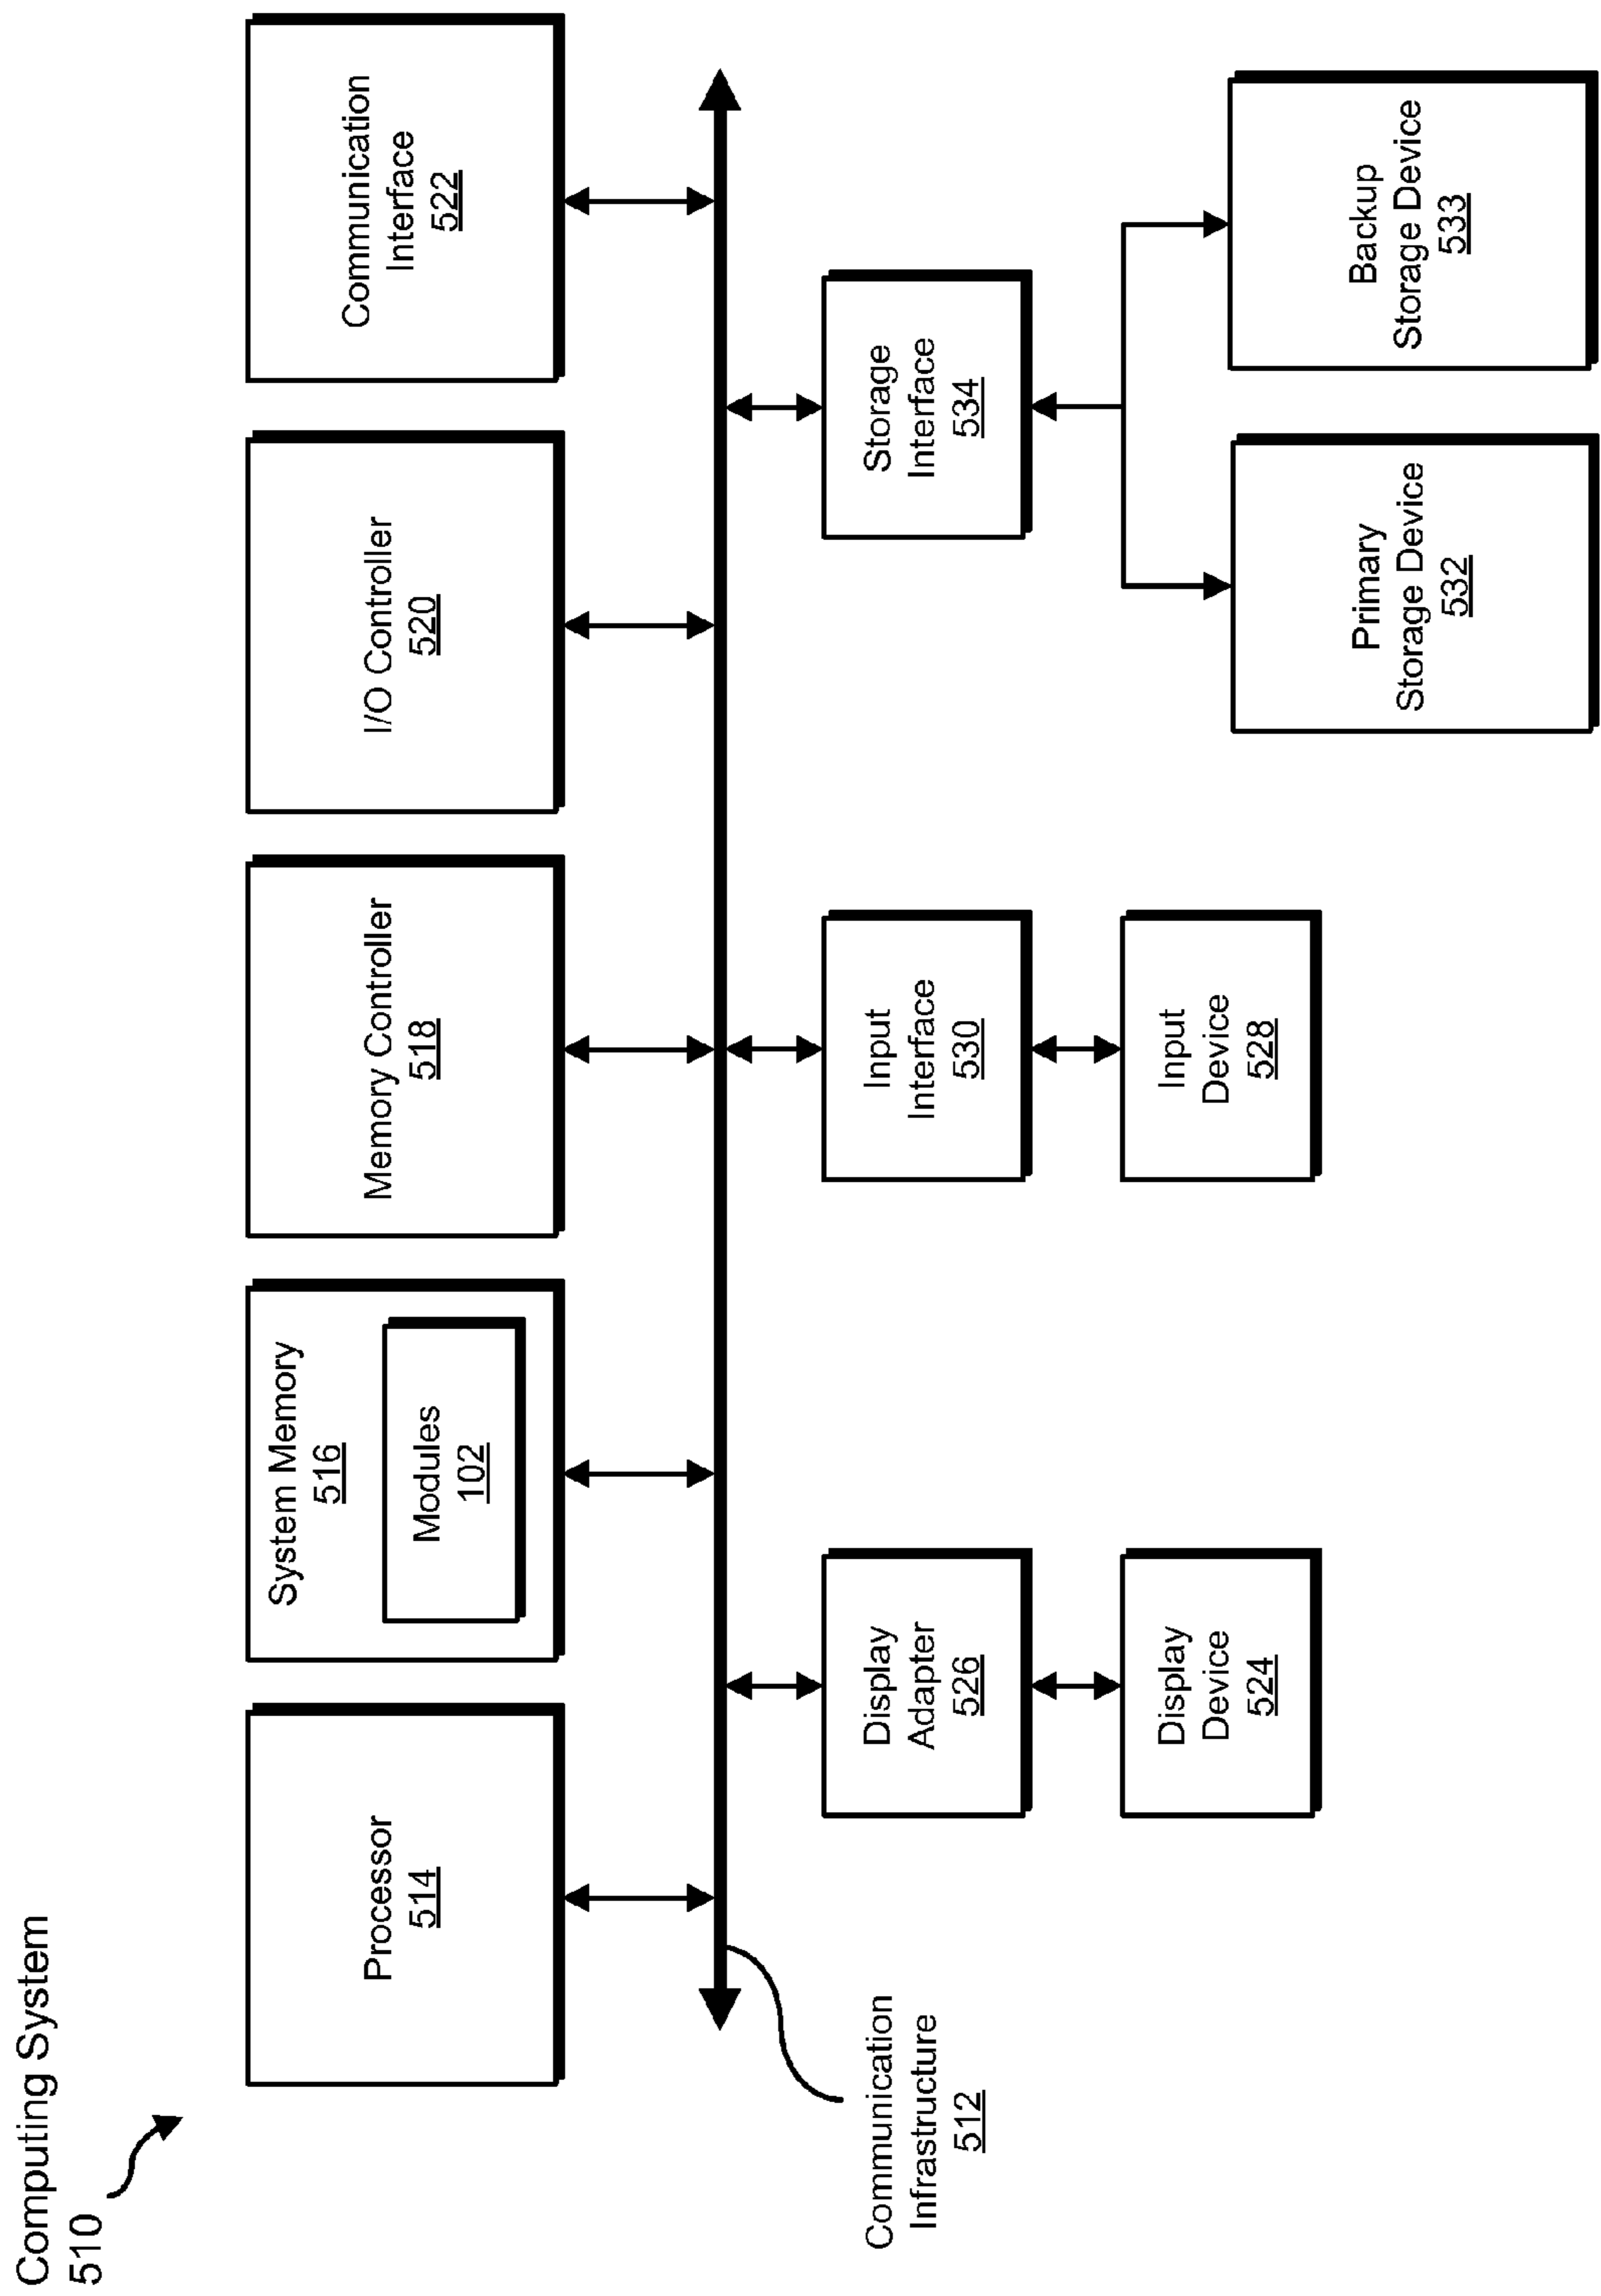 Computing System
510
Processor
514
System Memory
516
Modules
102
Memory Controller
518
I/O Controller
520
Communication
Interface
522
Communication
Infrastructure
512
Display
Adapter
526
Input
Interface
530
Storage
Interface
534
Display
Device
524
Input
Device
528
Primary
Storage Device
532
Backup
Storage Device
533